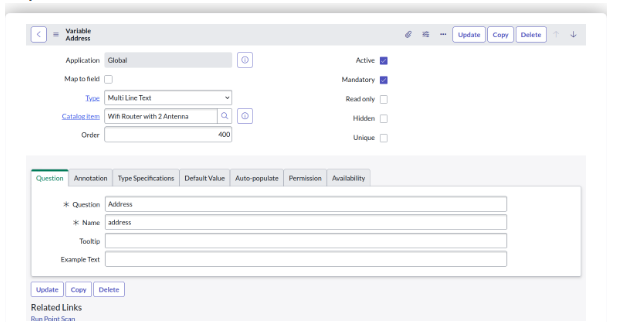 Variable
Address
Update Copy Delete
Application Global
Active
Map to field
Mandatory
Type Multi Line Text
Read only
Catalog item Wifi Router with 2 Antenna
Hidden
Order 400
Unique
Question Annotation Type Specifications Default Value Auto-populate Permission Availability
* Question Address
* Name address
Tooltip
Example Text
Update Copy Delete
Related Links
Run Point Scan